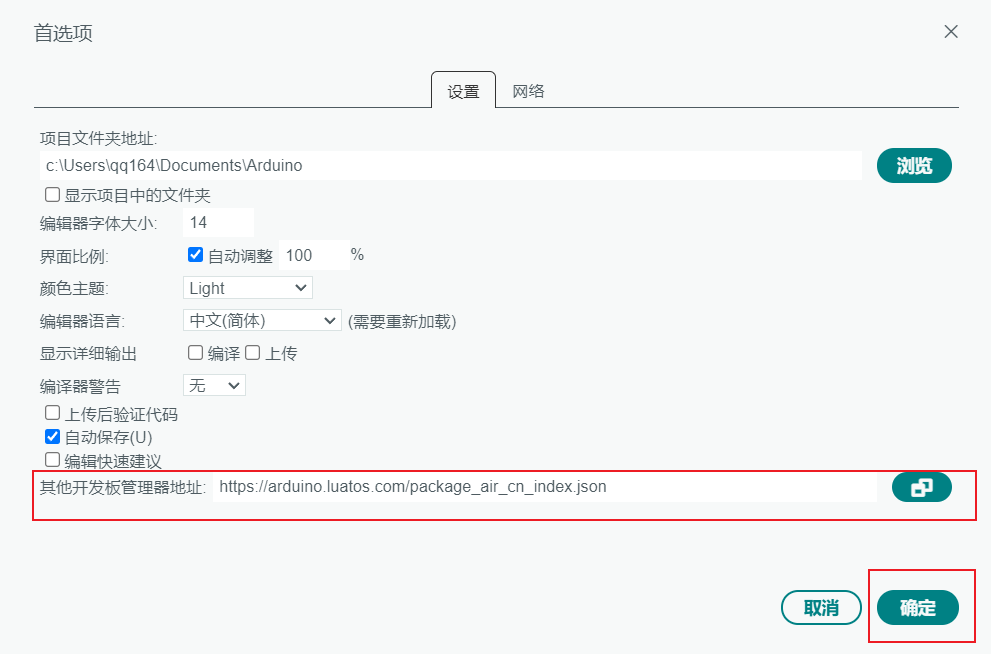 首选项
设置 网络
项目文件夹地址:
c:\Users\qq164\Documents\Arduino 浏览
显示项目中的文件夹
编辑器字体大小: 14
界面比例: 自动调整 100 %
颜色主题: Light
编辑器语言: 中文(简体) (需要重新加载)
显示详细输出 编译 上传
编译器警告 无
上传后验证代码
自动保存(U)
编辑快速建议
其他开发板管理器地址: https://arduino.luatos.com/package_air_cn_index.json
取消 确定